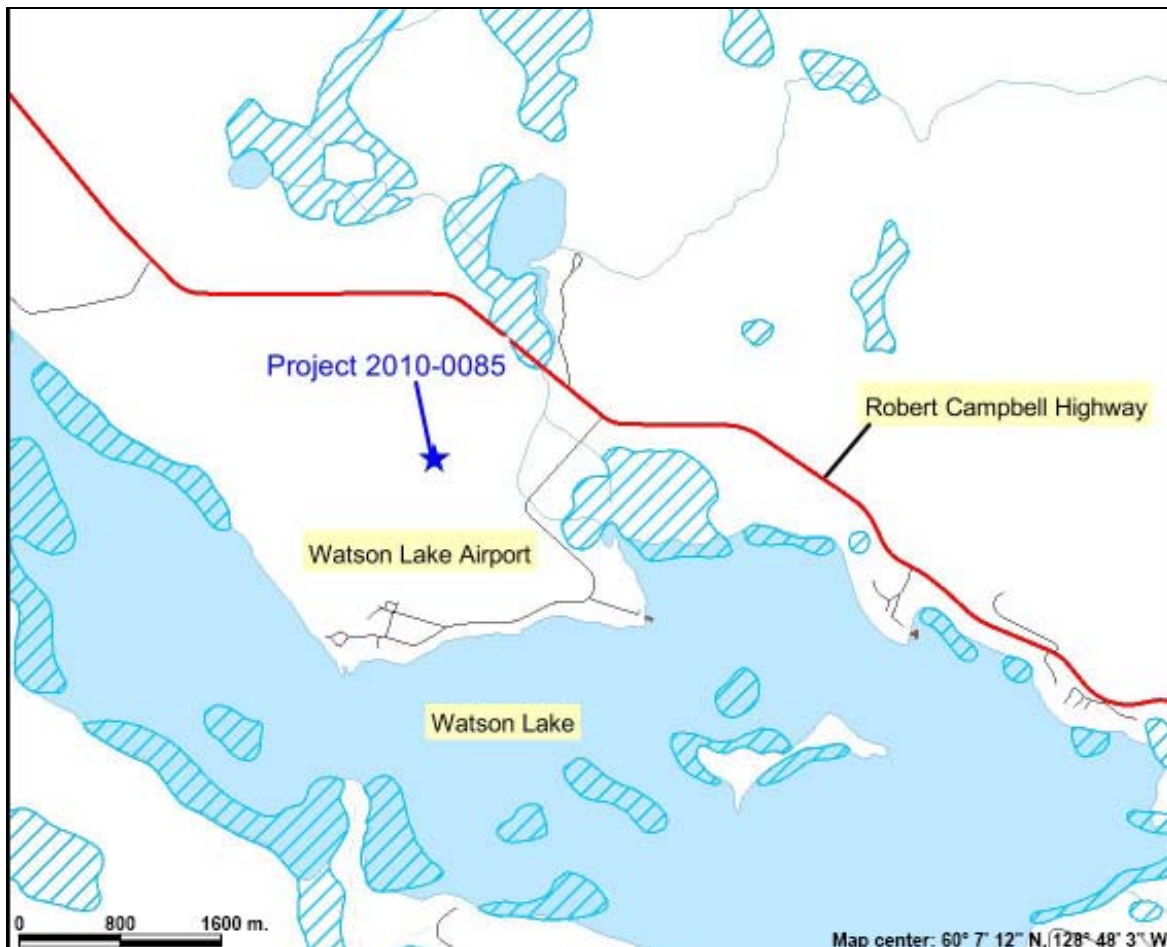 Project 2010-0085
Robert Campbell Highway
Watson Lake Airport
Watson Lake
0 800 1600 m.
Map center: 60° 7' 12" N, 128° 48' 3" W